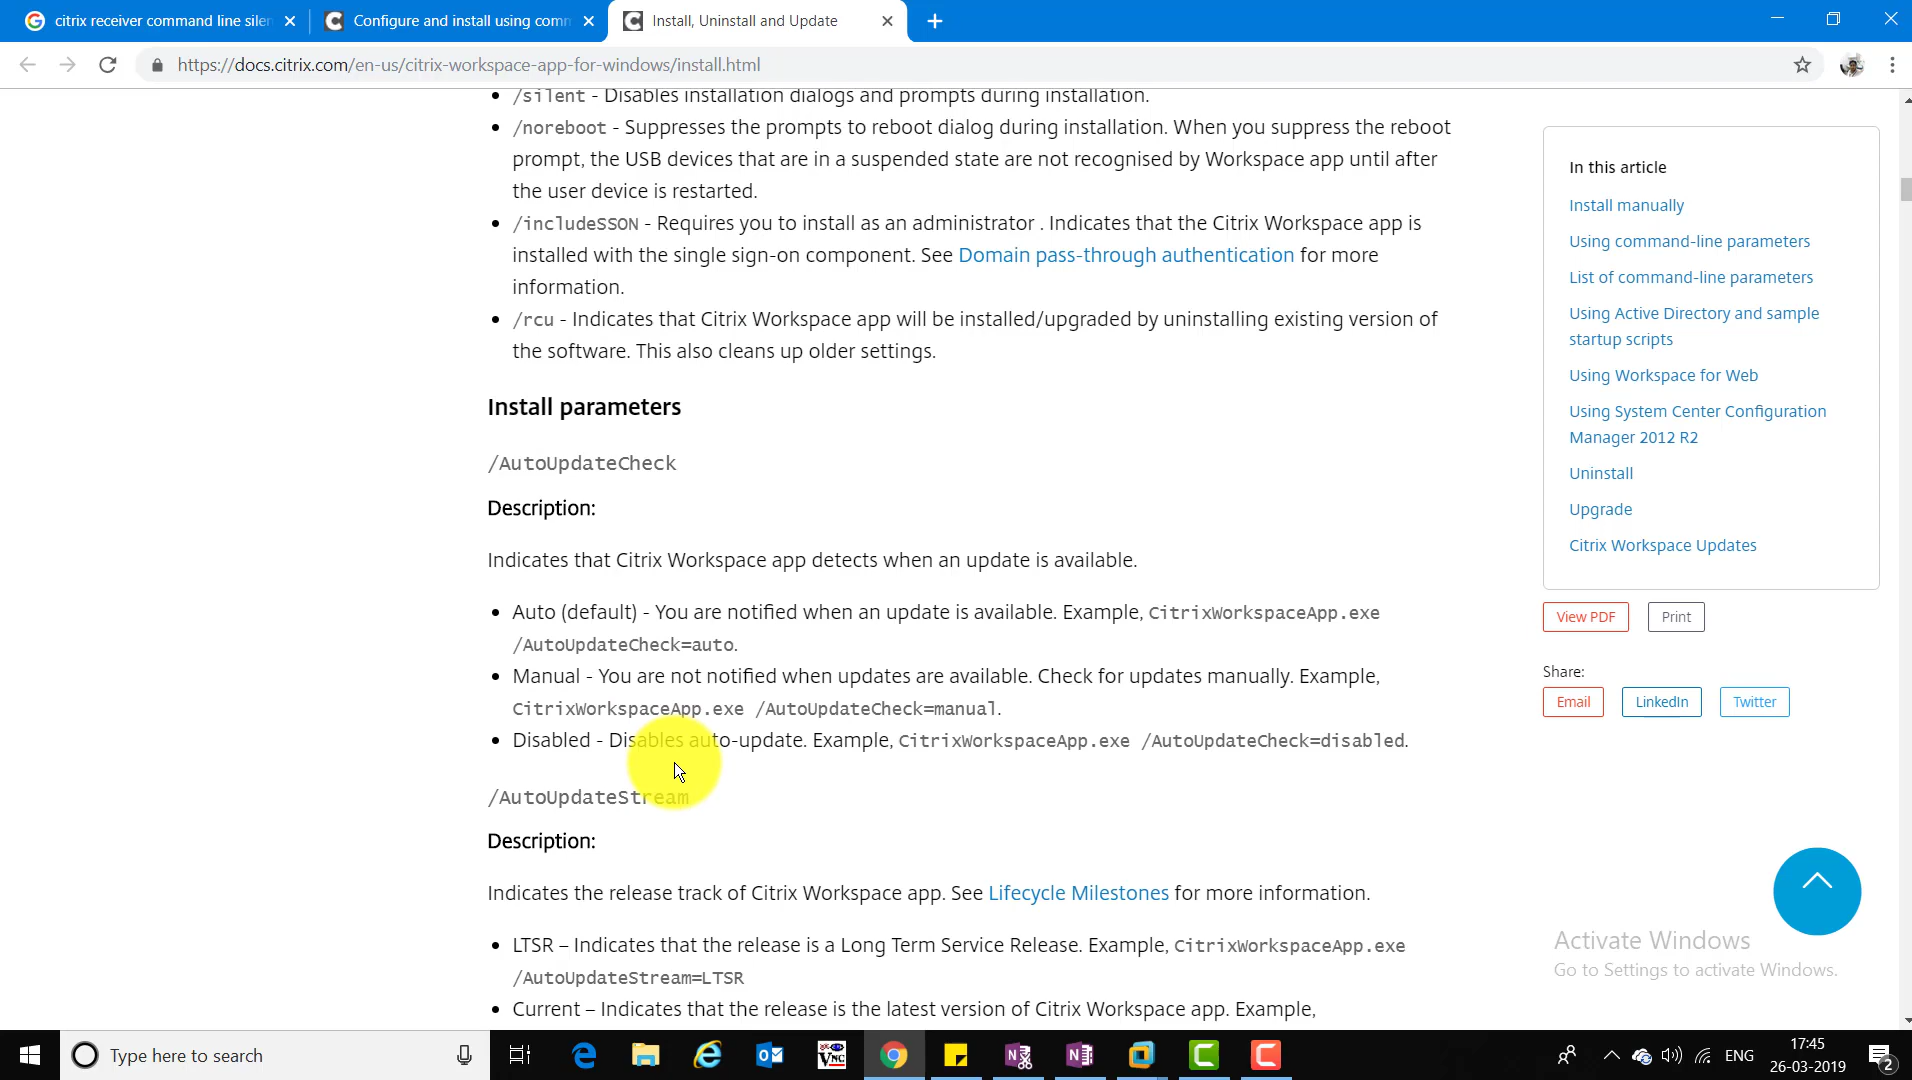 citrix receiver command line silen
Configure and install using comm
Install, Uninstall and Update
https://docs.citrix.com/en-us/citrix-workspace-app-for-windows/install.html
• /silent - Disables installation dialogs and prompts during installation.
• /noreboot - Suppresses the prompts to reboot dialog during installation. When you suppress the reboot
prompt, the USB devices that are in a suspended state are not recognised by Workspace app until after
the user device is restarted.
• /includeSSON - Requires you to install as an administrator . Indicates that the Citrix Workspace app is
installed with the single sign-on component. See Domain pass-through authentication for more
information.
• /rcu - Indicates that Citrix Workspace app will be installed/upgraded by uninstalling existing version of
the software. This also cleans up older settings.
Install parameters
/AutoUpdateCheck
Description:
Indicates that Citrix Workspace app detects when an update is available.
• Auto (default) - You are notified when an update is available. Example, CitrixWorkspaceApp.exe
/AutoUpdateCheck=auto.
• Manual - You are not notified when updates are available. Check for updates manually. Example,
CitrixWorkspaceApp.exe /AutoUpdateCheck=manual.
• Disabled - Disables auto-update. Example, CitrixWorkspaceApp.exe /AutoUpdateCheck=disabled.
/AutoUpdateStream
Description:
Indicates the release track of Citrix Workspace app. See Lifecycle Milestones for more information.
• LTSR – Indicates that the release is a Long Term Service Release. Example, CitrixWorkspaceApp.exe
/AutoUpdateStream=LTSR
• Current – Indicates that the release is the latest version of Citrix Workspace app. Example,
In this article
Install manually
Using command-line parameters
List of command-line parameters
Using Active Directory and sample
startup scripts
Using Workspace for Web
Using System Center Configuration
Manager 2012 R2
Uninstall
Upgrade
Citrix Workspace Updates
View PDF
Print
Share:
Email
LinkedIn
Twitter
Activate Windows
Go to Settings to activate Windows.
Type here to search
VNC
ENG
17:45
26-03-2019
2